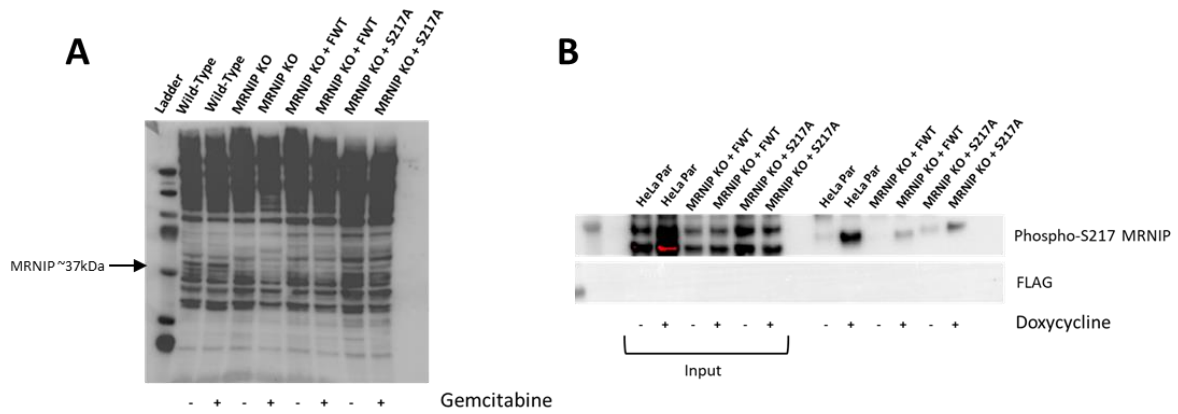 A
Ladder
Wild-Type
Wild-Type
MRNIP KO
MRNIP KO
MRNIP KO + FWT
MRNIP KO + FWT
MRNIP KO + S217A
MRNIP KO + S217A
MRNIP ~37kDa
- + - + - + - +
Gemcitabine
B
HeLa Par
HeLa Par
MRNIP KO + FWT
MRNIP KO + FWT
MRNIP KO + S217A
MRNIP KO + S217A
HeLa Par
HeLa Par
MRNIP KO + FWT
MRNIP KO + FWT
MRNIP KO + S217A
MRNIP KO + S217A
Phospho-S217 MRNIP
FLAG
- + - + - + - + - + - +
Doxycycline
Input